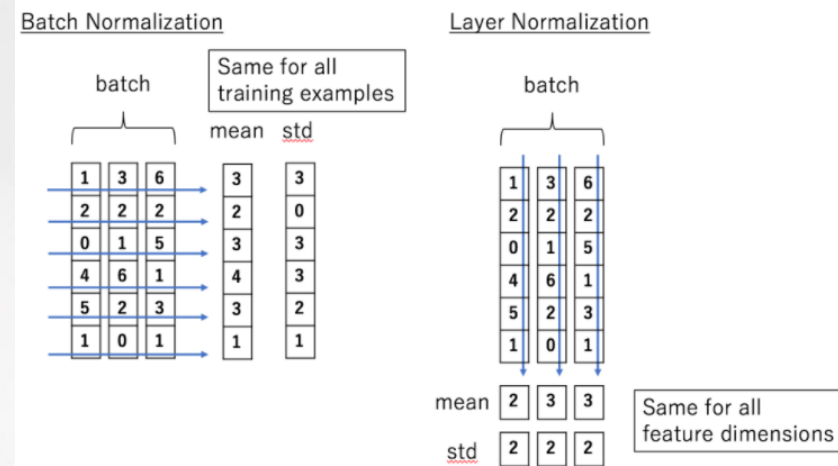 Batch Normalization
batch
Same for all
training examples
mean std
1 3 6 3 3
2 2 2 2 0
0 1 5 3 3
4 6 1 4 3
5 2 3 3 2
1 0 1 1 1
Layer Normalization
batch
1 3 6
2 2 2
0 1 5
4 6 1
5 2 3
1 0 1
mean 2 3 3
std 2 2 2
Same for all
feature dimensions